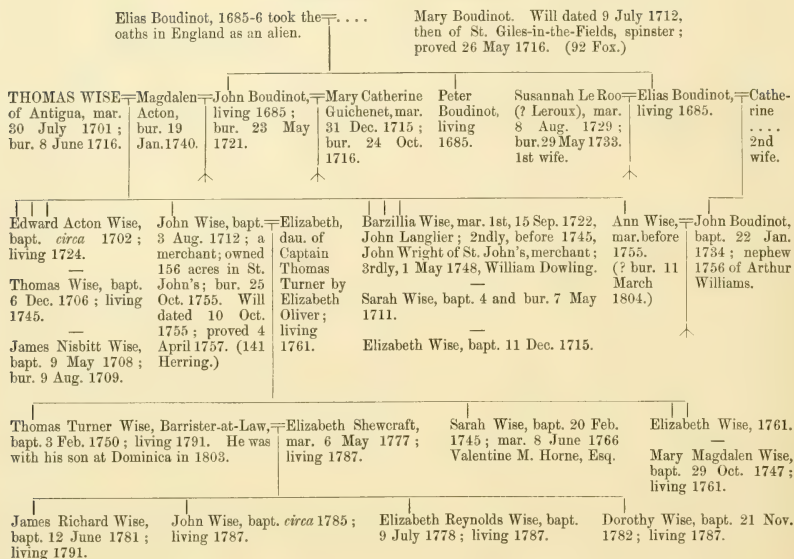 Elias Boudinot, 1685-6 took the=....
oaths in England as an alien.
Mary Boudinot. Will dated 9 July 1712,
then of St. Giles-in-the-Fields, spinster;
proved 26 May 1716. (92 Fox.)
THOMAS WISE=
of Antigua, mar.
30 July 1701;
bur. 8 June 1716.
Magdalen=
Acton,
bur. 19
Jan.1740.
John Boudinot,=
living 1685;
bur. 23 May
1721.
Mary Catherine
Guichenet, mar.
31 Dec. 1715;
bur. 24 Oct.
1716.
Peter
Boudinot,
living
1685.
Susannah Le Roo=
(? Leroux), mar.
8 Aug. 1729;
bur. 29 May 1733.
1st wife.
Elias Boudinot,=
living 1685.
Cathe-
rine
....
2nd
wife.
Edward Acton Wise,
bapt. circa 1702;
living 1724.
—
Thomas Wise, bapt.
6 Dec. 1706; living
1745.
—
James Nisbitt Wise,
bapt. 9 May 1708;
bur. 9 Aug. 1709.
John Wise, bapt.=
3 Aug. 1712; a
merchant; owned
156 acres in St.
John's; bur. 25
Oct. 1755. Will
dated 10 Oct.
1755; proved 4
April 1757. (141
Herring.)
Elizabeth,
dau. of
Captain
Thomas
Turner by
Elizabeth
Oliver;
living
1761.
Barzillia Wise, mar. 1st, 15 Sep. 1722,
John Langlier; 2ndly, before 1745,
John Wright of St. John's, merchant;
3rdly, 1 May 1748, William Dowling.
—
Sarah Wise, bapt. 4 and bur. 7 May
1711.
—
Elizabeth Wise, bapt. 11 Dec. 1715.
Ann Wise,=
mar. before
1755.
(? bur. 11
March
1804.)
John Boudinot,
bapt. 22 Jan.
1734; nephew
1756 of Arthur
Williams.
Thomas Turner Wise, Barrister-at-Law,=
bapt. 3 Feb. 1750; living 1791. He was
with his son at Dominica in 1803.
Elizabeth Shewcraft,
mar. 6 May 1777;
living 1787.
Sarah Wise, bapt. 20 Feb.
1745; mar. 8 June 1766
Valentine M. Horne, Esq.
Elizabeth Wise, 1761.
—
Mary Magdalen Wise,
bapt. 29 Oct. 1747;
living 1761.
James Richard Wise,
bapt. 12 June 1781;
living 1791.
John Wise, bapt. circa 1785;
living 1787.
Elizabeth Reynolds Wise, bapt.
9 July 1778; living 1787.
Dorothy Wise, bapt. 21 Nov.
1782; living 1787.